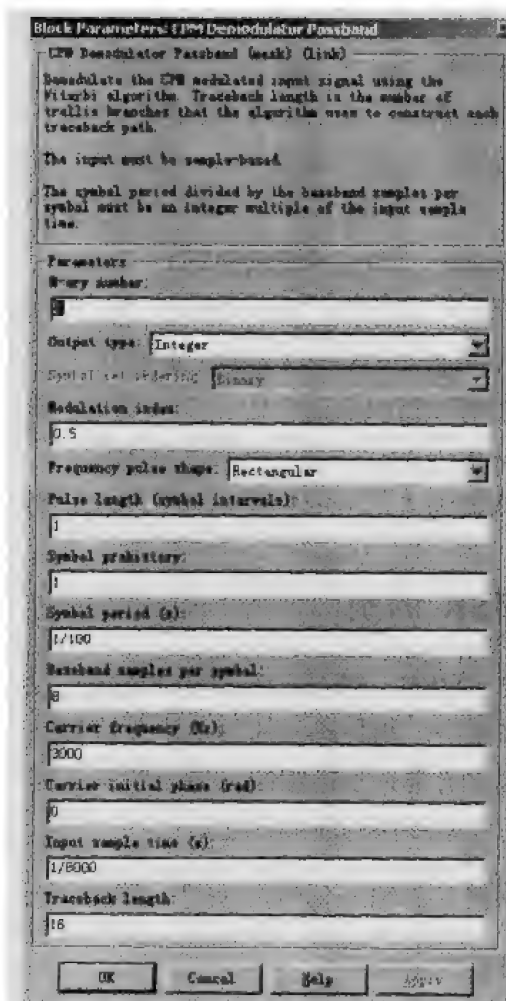 Block Parameters: CPM Demodulator Passband
CPM Demodulator Passband (mask) (link)
Demodulate the CPM modulated input signal using the
Viterbi algorithm. Traceback length is the number of
trellis branches that the algorithm uses to construct each
traceback path.
The input must be sample-based.
The symbol period divided by the baseband samples per
symbol must be an integer multiple of the input sample
time.
Parameters
M-ary number:
Output type: Integer
Symbol set ordering: Binary
Modulation index:
0.5
Frequency pulse shape: Rectangular
Pulse length (symbol intervals):
1
Symbol prehistory:
1
Symbol period (s):
1/100
Baseband samples per symbol:
8
Carrier frequency (Hz):
3000
Carrier initial phase (rad):
0
Input sample time (s):
1/8000
Traceback length:
16
OK Cancel Help Apply